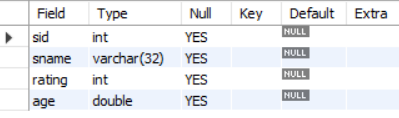 Field Type Null Key Default Extra
sid int YES NULL
sname varchar(32) YES NULL
rating int YES NULL
age double YES NULL